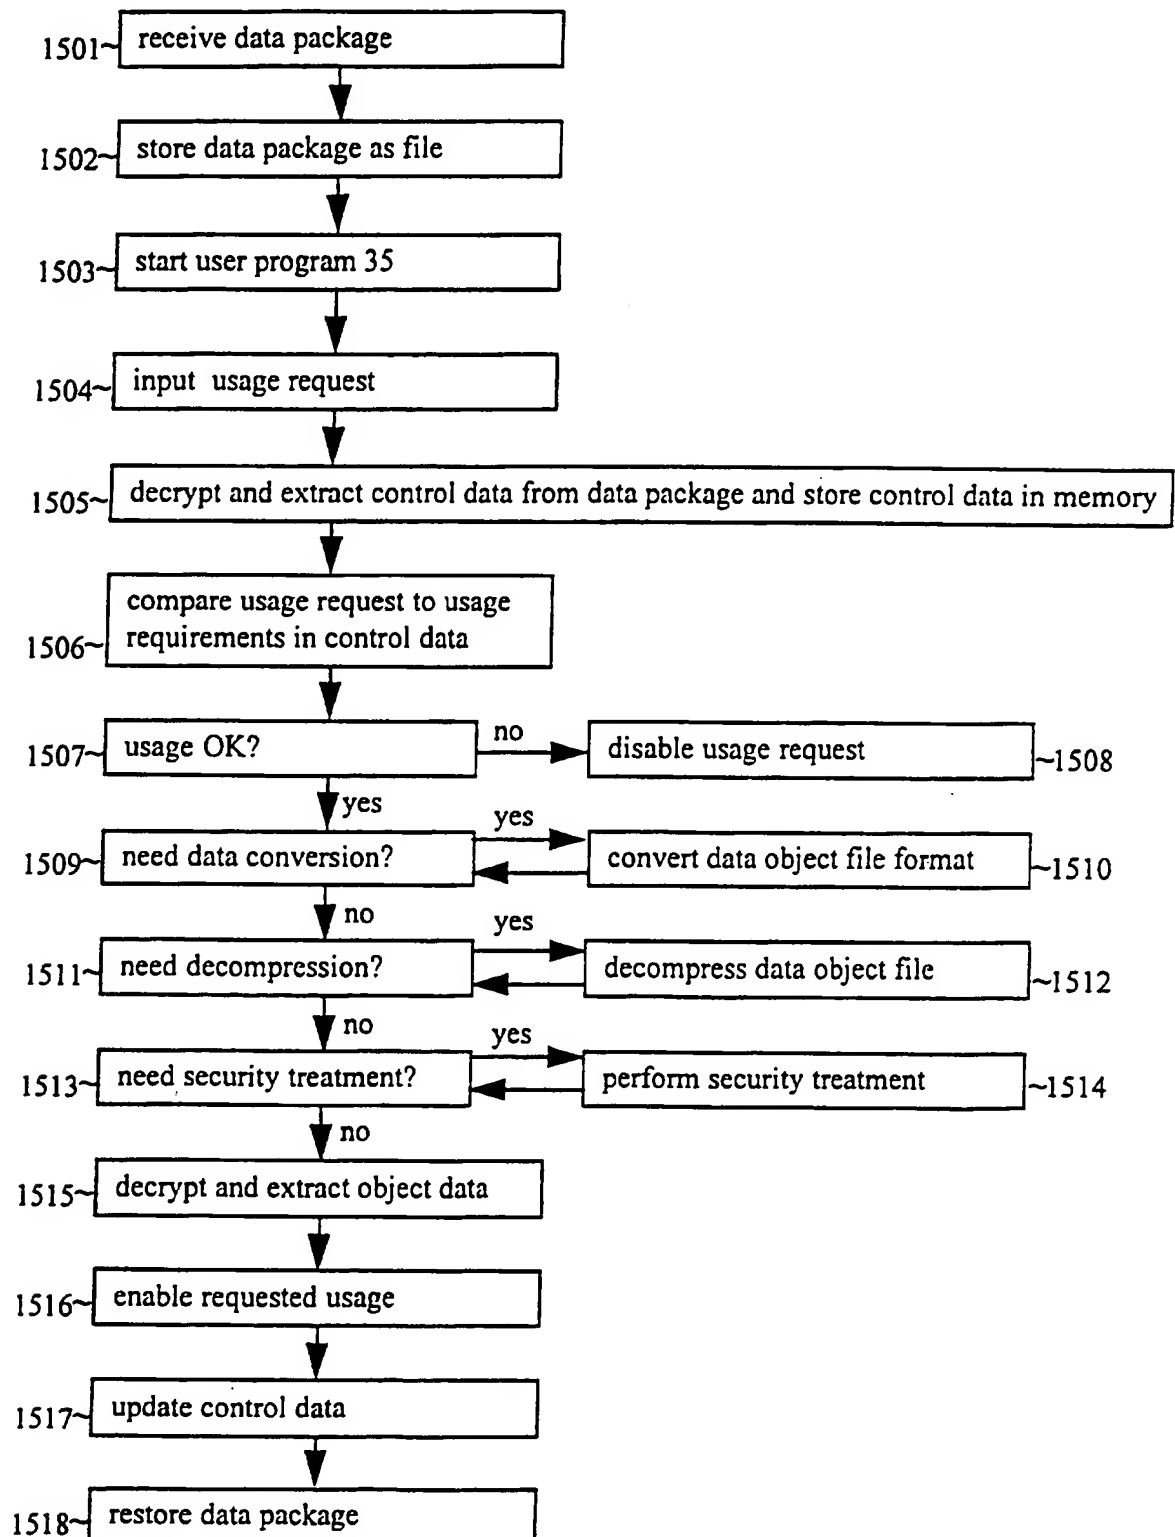 1501~ receive data package
1502~ store data package as file
1503~ start user program 35
1504~ input usage request
1505~ decrypt and extract control data from data package and store control data in memory
compare usage request to usage
1506~ requirements in control data
1507~ usage OK? no disable usage request ~1508
yes
1509~ need data conversion? yes convert data object file format ~1510
no
1511~ need decompression? yes decompress data object file ~1512
no
1513~ need security treatment? yes perform security treatment ~1514
no
1515~ decrypt and extract object data
1516~ enable requested usage
1517~ update control data
1518~ restore data package